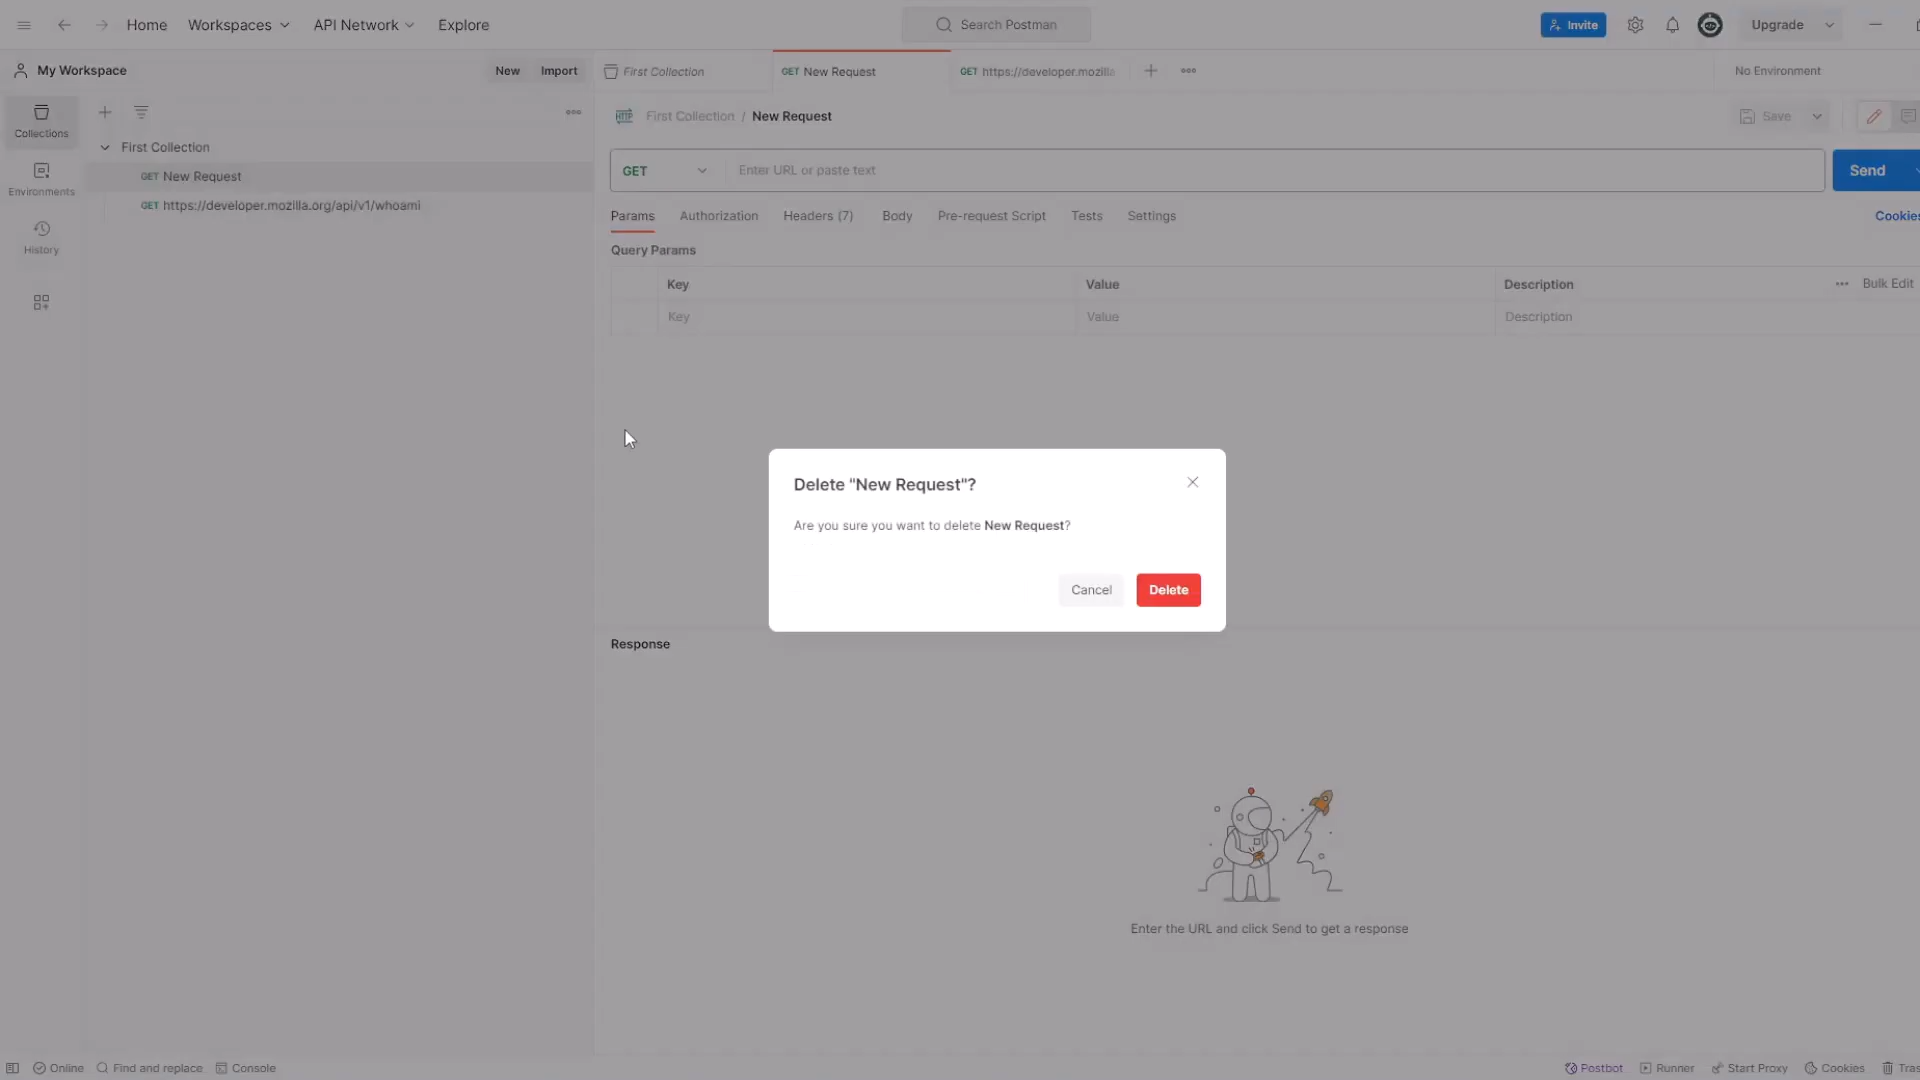 Home Workspaces API Network Explore Search Postman Invite Upgrade
My Workspace New Import First Collection GET New Request GET https://developer.mozilla No Environment
Collections
First Collection / New Request Save
First Collection
GET New Request
GET https://developer.mozilla.org/api/v1/whoami
Environments
History
GET Enter URL or paste text Send
Params Authorization Headers (7) Body Pre-request Script Tests Settings Cookies
Query Params
Key Value Description Bulk Edit
Key Value Description
Delete "New Request"?
Are you sure you want to delete New Request?
Cancel Delete
Response
Enter the URL and click Send to get a response
Online Find and replace Console Postbot Runner Start Proxy Cookies